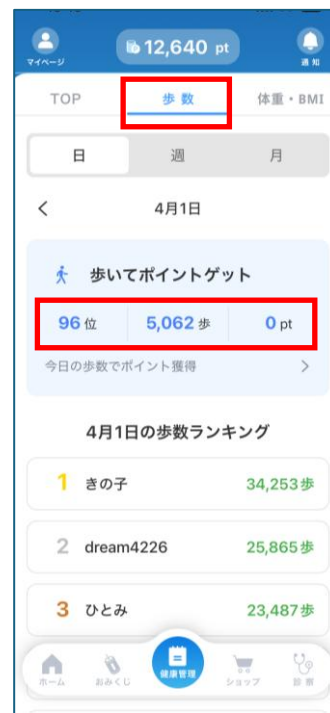 12,640 pt
マイページ
通知
TOP 歩数 体重・BMI
日 週 月
< 4月1日
歩いてポイントゲット
96位 5,062歩 0pt
今日の歩数でポイント獲得 >
4月1日の歩数ランキング
1 きの子 34,253歩
2 dream4226 25,865歩
3 ひとみ 23,487歩
ホーム おみくじ 健康管理 ショップ 診察